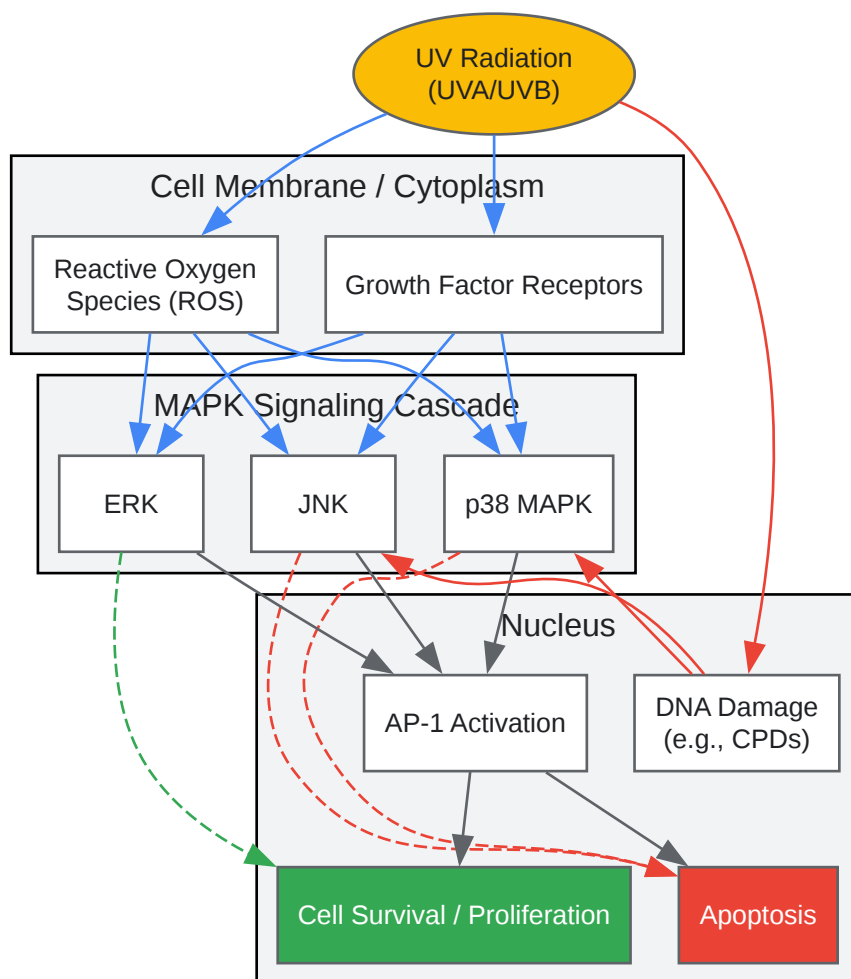 UV Radiation
(UVA/UVB)
Cell Membrane / Cytoplasm
Reactive Oxygen
Species (ROS)
Growth Factor Receptors
MAPK Signaling Cascade
ERK
JNK
p38 MAPK
Nucleus
AP-1 Activation
DNA Damage
(e.g., CPDs)
Cell Survival / Proliferation
Apoptosis